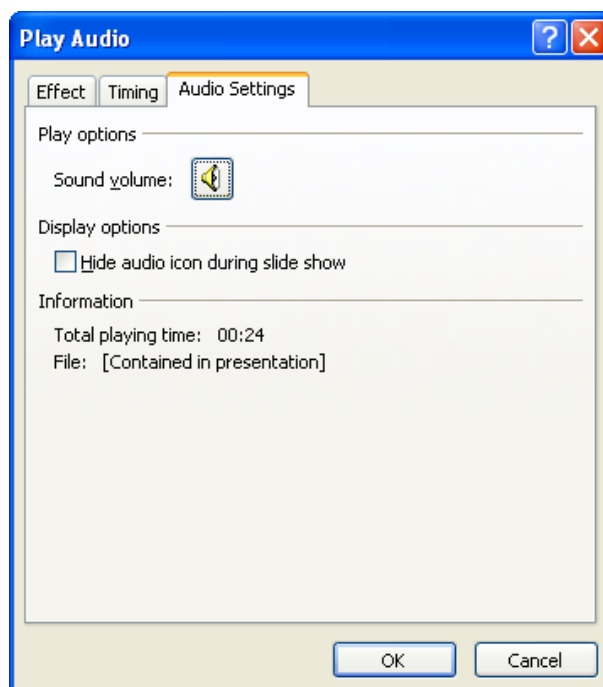 Play Audio
Effect Timing Audio Settings
Play options
Sound volume:
Display options
Hide audio icon during slide show
Information
Total playing time: 00:24
File: [Contained in presentation]
OK Cancel